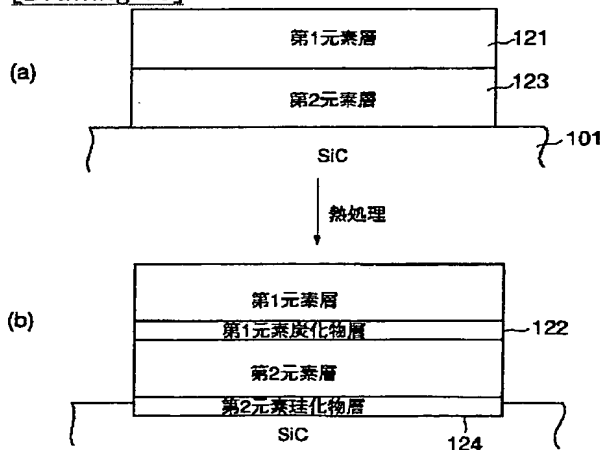 (a)
第1元素層
121
第2元素層
123
SiC
101
熱処理
(b)
第1元素層
第1元素炭化物層
122
第2元素層
第2元素珪化物層
SiC
124